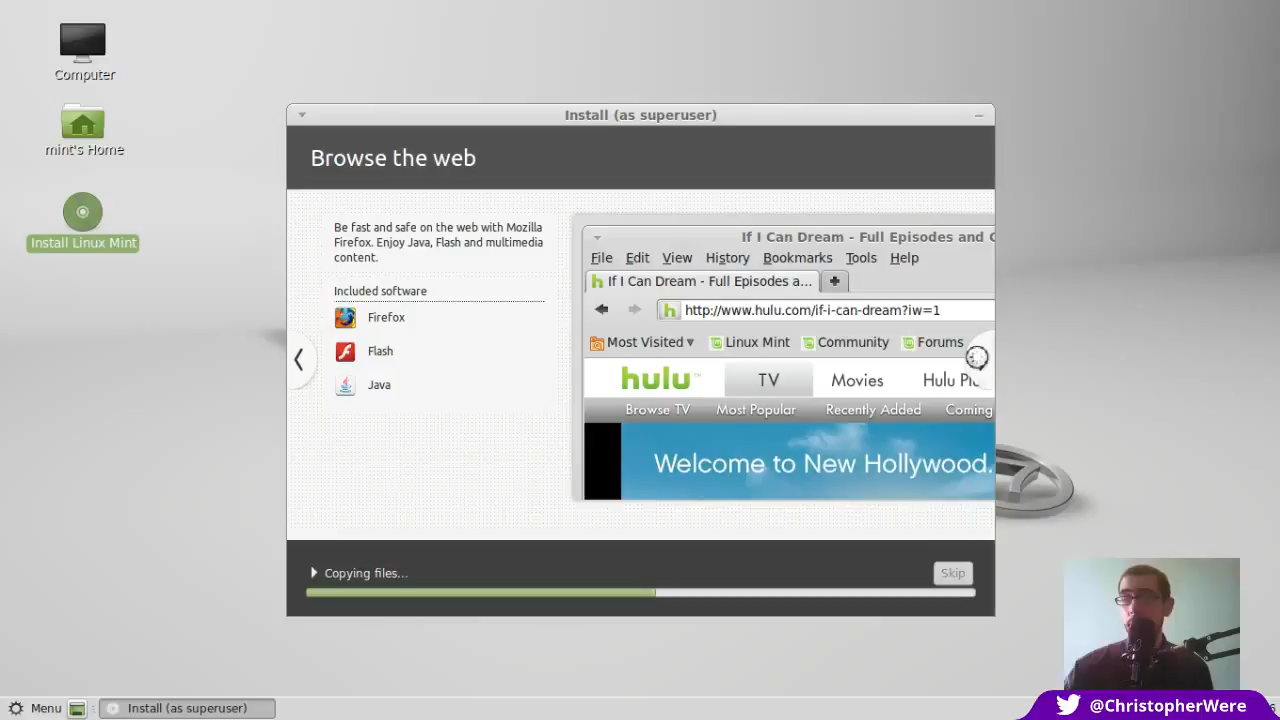 Computer
mint's Home
Install Linux Mint
Install (as superuser)
Browse the web
Be fast and safe on the web with Mozilla
Firefox. Enjoy Java, Flash and multimedia
content.
Included software
Firefox
Flash
Java
If I Can Dream - Full Episodes and
File Edit View History Bookmarks Tools Help
If I Can Dream - Full Episodes a...
http://www.hulu.com/if-i-can-dream?iw=1
Most Visited Linux Mint Community Forums
hulu™ TV Movies Hulu
Browse TV Most Popular Recently Added Coming
Welcome to New Hollywood.
7
Copying files...
Skip
Menu Install (as superuser)
@ChristopherWere